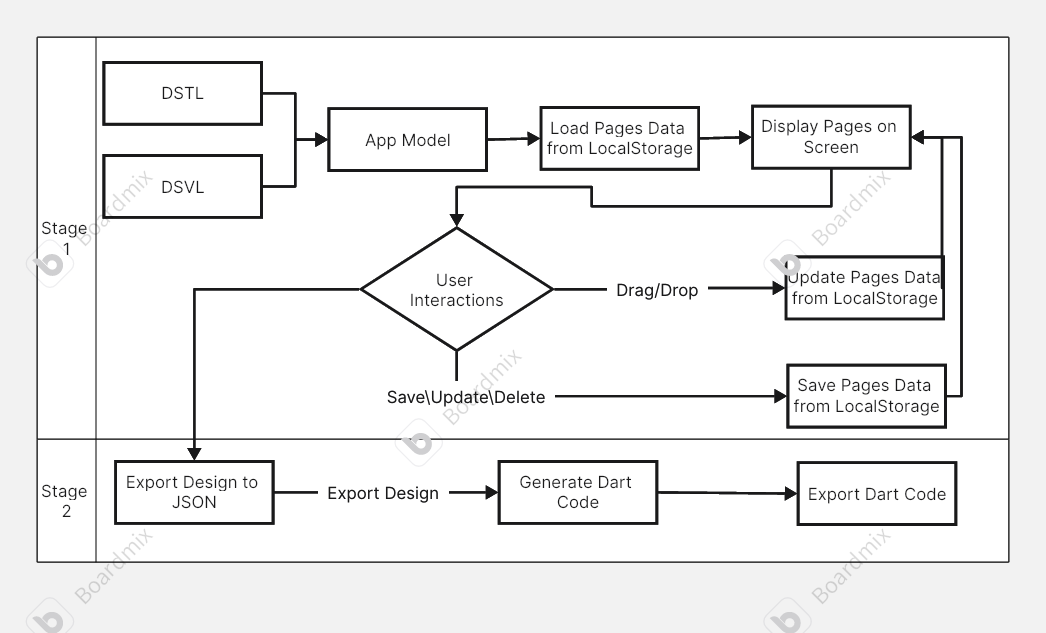 DSTL
DSVL
App Model
Load Pages Data
from LocalStorage
Display Pages on
Screen
Stage
1
User
Interactions
Drag/Drop
Update Pages Data
from LocalStorage
Save\Update\Delete
Save Pages Data
from LocalStorage
Stage
2
Export Design to
JSON
Export Design
Generate Dart
Code
Export Dart Code
Boardmix
Boardmix
Boardmix
Boardmix
Boardmix